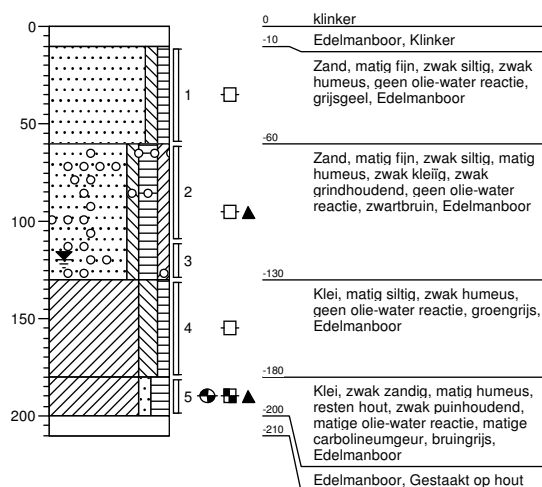 0
50
100
150
200
1
2
3
4
5
0 klinker
-10
Edelmanboor, Klinker
Zand, matig fijn, zwak siltig, zwak
humeus, geen olie-water reactie,
grijsgeel, Edelmanboor
-60
Zand, matig fijn, zwak siltig, matig
humeus, zwak kleiïg, zwak
grindhoudend, geen olie-water
reactie, zwartbruin, Edelmanboor
-130
Klei, matig siltig, zwak humeus,
geen olie-water reactie, groengrijs,
Edelmanboor
-180
Klei, zwak zandig, matig humeus,
resten hout, zwak puinhoudend,
matige olie-water reactie, matige
carbolineumgeur, bruingrijs,
Edelmanboor
-200
-210
Edelmanboor, Gestaakt op hout